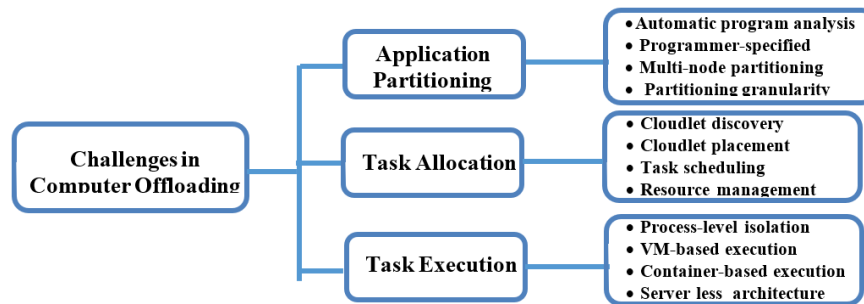 Challenges in
Computer Offloading
Application
Partitioning
• Automatic program analysis
• Programmer-specified
• Multi-node partitioning
• Partitioning granularity
Task Allocation
• Cloudlet discovery
• Cloudlet placement
• Task scheduling
• Resource management
Task Execution
• Process-level isolation
• VM-based execution
• Container-based execution
• Server less architecture